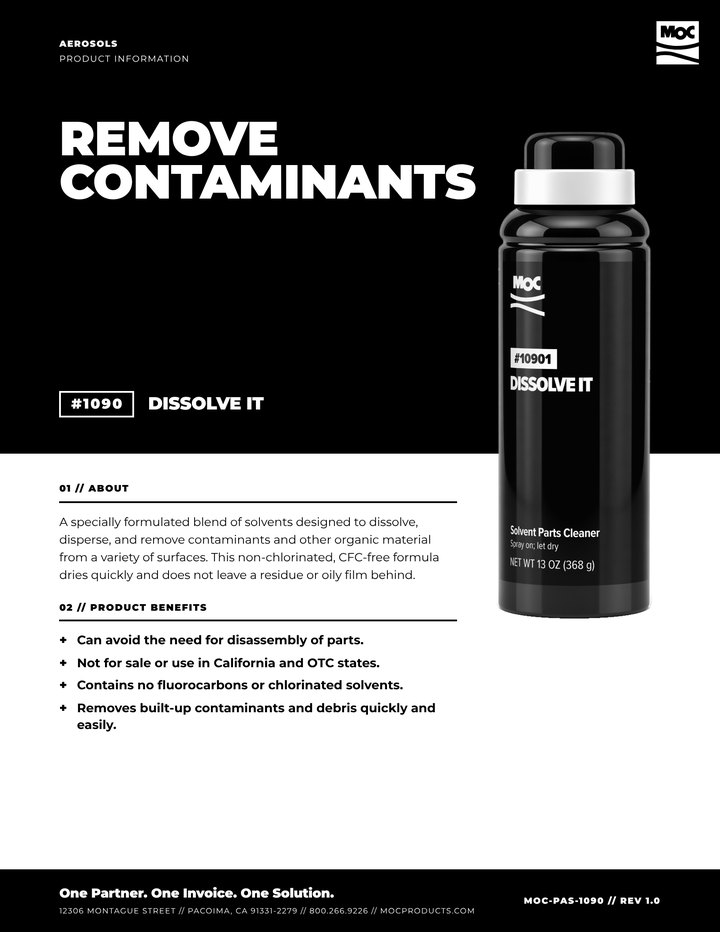 AEROSOLS
PRODUCT INFORMATION
MOC
REMOVE
CONTAMINANTS
#1090 DISSOLVE IT
MOC
#10901
DISSOLVE IT
Solvent Parts Cleaner
Spray on; let dry
NET WT 13 OZ (368 g)
01 // ABOUT
A specially formulated blend of solvents designed to dissolve,
disperse, and remove contaminants and other organic material
from a variety of surfaces. This non-chlorinated, CFC-free formula
dries quickly and does not leave a residue or oily film behind.
02 // PRODUCT BENEFITS
+ Can avoid the need for disassembly of parts.
+ Not for sale or use in California and OTC states.
+ Contains no fluorocarbons or chlorinated solvents.
+ Removes built-up contaminants and debris quickly and
easily.
One Partner. One Invoice. One Solution.
12306 MONTAGUE STREET // PACOIMA, CA 91331-2279 // 800.266.9226 // MOCPRODUCTS.COM
MOC-PAS-1090 // REV 1.0